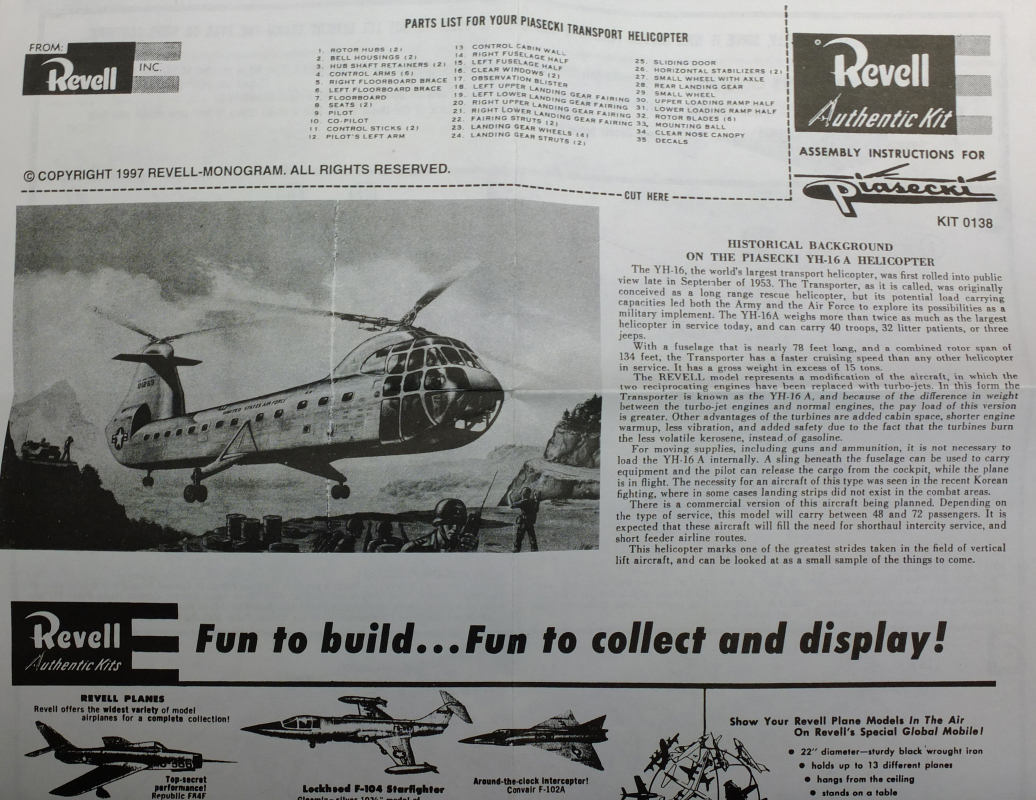 PARTS LIST FOR YOUR PIASECKI TRANSPORT HELICOPTER
FROM:
Revell
INC.
1. ROTOR HUBS (2)
2. BELL HOUSINGS (2)
3. HUB SHAFT RETAINERS (2)
4. CONTROL ARMS (6)
5. RIGHT FLOORBOARD BRACE
6. LEFT FLOORBOARD BRACE
7. FLOORBOARD
8. SEATS (2)
9. PILOT
10. CO-PILOT
11. CONTROL STICKS (2)
12. PILOT'S LEFT ARM
13. CONTROL CABIN WALL
14. RIGHT FUSELAGE HALF
15. LEFT FUSELAGE HALF
16. CLEAR WINDOWS (2)
17. OBSERVATION BLISTER
18. LEFT UPPER LANDING GEAR FAIRING
19. LEFT LOWER LANDING GEAR FAIRING
20. RIGHT UPPER LANDING GEAR FAIRING
21. RIGHT LOWER LANDING GEAR FAIRING
22. FAIRING STRUTS (2)
23. LANDING GEAR WHEELS (4)
24. LANDING GEAR STRUTS (2)
25. SLIDING DOOR
26. HORIZONTAL STABILIZERS (2)
27. SMALL WHEEL WITH AXLE
28. REAR LANDING GEAR
29. SMALL WHEEL
30. UPPER LOADING RAMP HALF
31. LOWER LOADING RAMP HALF
32. ROTOR BLADES (6)
33. MOUNTING BALL
34. CLEAR NOSE CANOPY
35. DECALS
© COPYRIGHT 1997 REVELL-MONOGRAM. ALL RIGHTS RESERVED.
CUT HERE
Revell
Authentic Kit
ASSEMBLY INSTRUCTIONS FOR
Piasecki
KIT 0138
UNITED STATES AIR FORCE
HISTORICAL BACKGROUND
ON THE PIASECKI YH-16 A HELICOPTER
The YH-16, the world's largest transport helicopter, was first rolled into public
view late in September of 1953. The Transporter, as it is called, was originally
conceived as a long range rescue helicopter, but its potential load carrying
capacities led both the Army and the Air Force to explore its possibilities as a
military implement. The YH-16A weighs more than twice as much as the largest
helicopter in service today, and can carry 40 troops, 32 litter patients, or three
jeeps.
With a fuselage that is nearly 78 feet long, and a combined rotor span of
134 feet, the Transporter has a faster cruising speed than any other helicopter
in service. It has a gross weight in excess of 15 tons.
The REVELL model represents a modification of the aircraft, in which the
two reciprocating engines have been replaced with turbo-jets. In this form the
Transporter is known as the YH-16 A, and because of the difference in weight
between the turbo-jet engines and normal engines, the pay load of this version
is greater. Other advantages of the turbines are added cabin space, shorter engine
warmup, less vibration, and added safety due to the fact that the turbines burn
the less volatile kerosene, instead of gasoline.
For moving supplies, including guns and ammunition, it is not necessary to
load the YH-16 A internally. A sling beneath the fuselage can be used to carry
equipment and the pilot can release the cargo from the cockpit, while the plane
is in flight. The necessity for an aircraft of this type was seen in the recent Korean
fighting, where in some cases landing strips did not exist in the combat areas.
There is a commercial version of this aircraft being planned. Depending on
the type of service, this model will carry between 48 and 72 passengers. It is
expected that these aircraft will fill the need for shorthaul intercity service, and
short feeder airline routes.
This helicopter marks one of the greatest strides taken in the field of vertical
lift aircraft, and can be looked at as a small sample of the things to come.
Revell
Authentic Kits
Fun to build...Fun to collect and display!
REVELL PLANES
Revell offers the widest variety of model
airplanes for a complete collection!
Top-secret
performance!
Republic F84F
Lockheed F-104 Starfighter
Around-the-clock interceptor!
Convair F-102A
Show Your Revell Plane Models In The Air
On Revell's Special Global Mobile!
• 22" diameter—sturdy black wrought iron
• holds up to 13 different planes
• hangs from the ceiling
• stands on a table